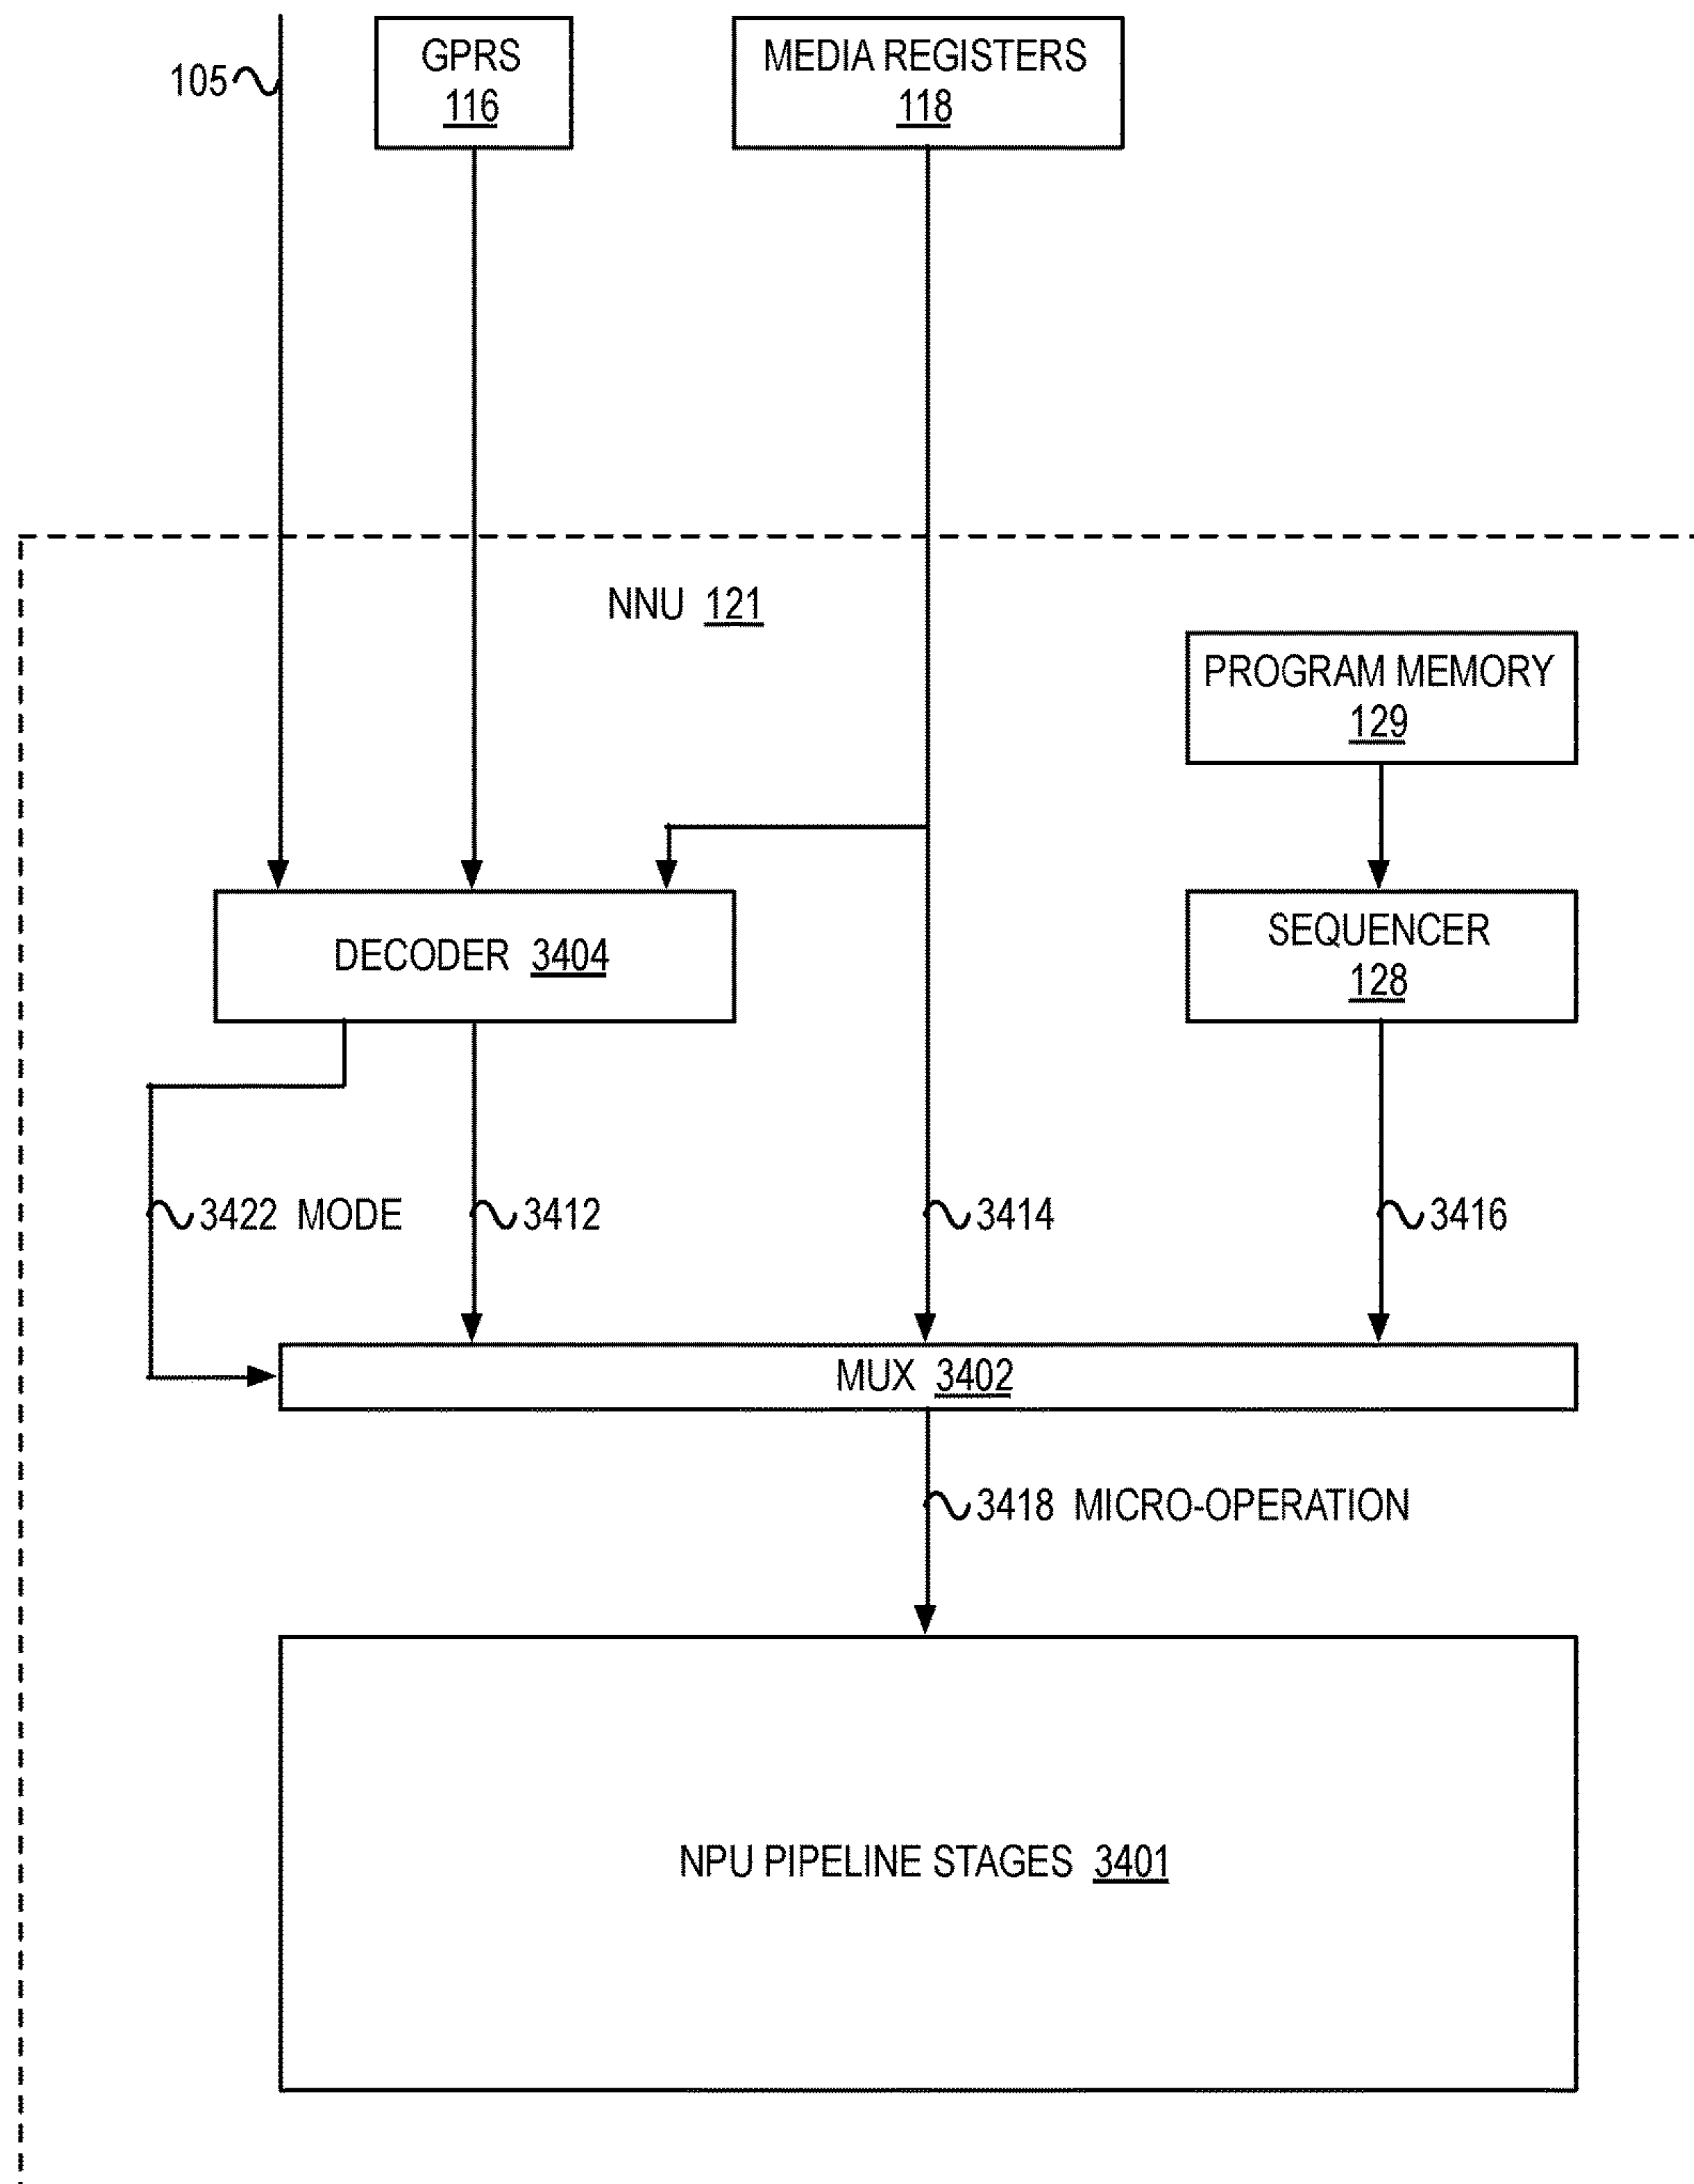 GPRS
116
MEDIA REGISTERS
118
105
NNU 121
PROGRAM MEMORY
129
DECODER 3404
SEQUENCER
128
3422 MODE
3412
3414
3416
MUX 3402
3418 MICRO-OPERATION
NPU PIPELINE STAGES 3401